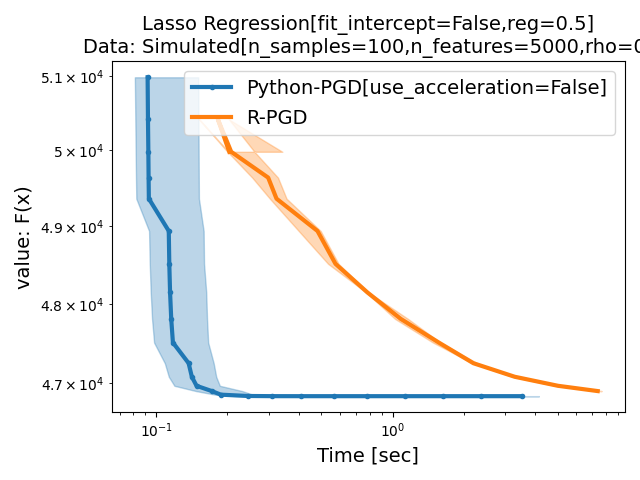 Lasso Regression[fit_intercept=False,reg=0.5]
Data: Simulated[n_samples=100,n_features=5000,rho=0
Python-PGD[use_acceleration=False]
R-PGD
value: F(x)
5.1 × 10⁴
5 × 10⁴
4.9 × 10⁴
4.8 × 10⁴
4.7 × 10⁴
10⁻¹ 10⁰
Time [sec]